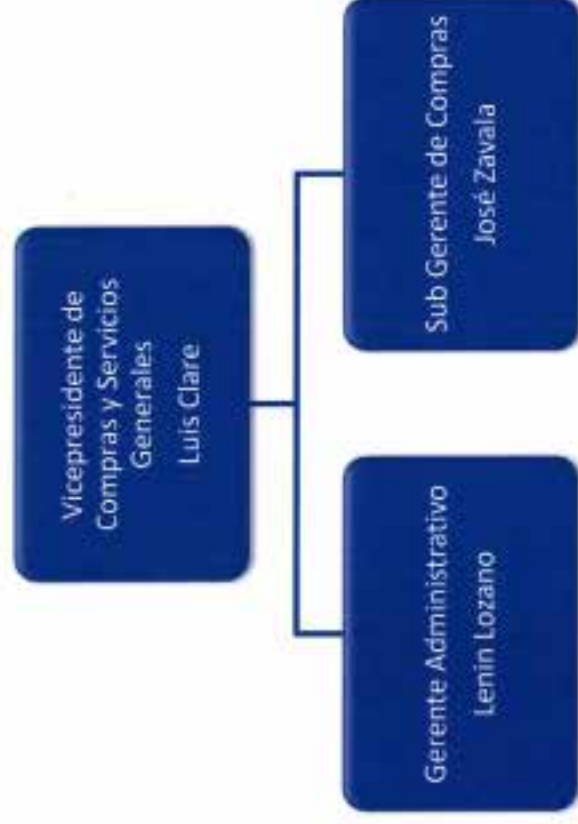 Vicepresidente de
Compras y Servicios
Generales
Luis Clare
Gerente Administrativo
Lenin Lozano
Sub Gerente de Compras
José Zavala